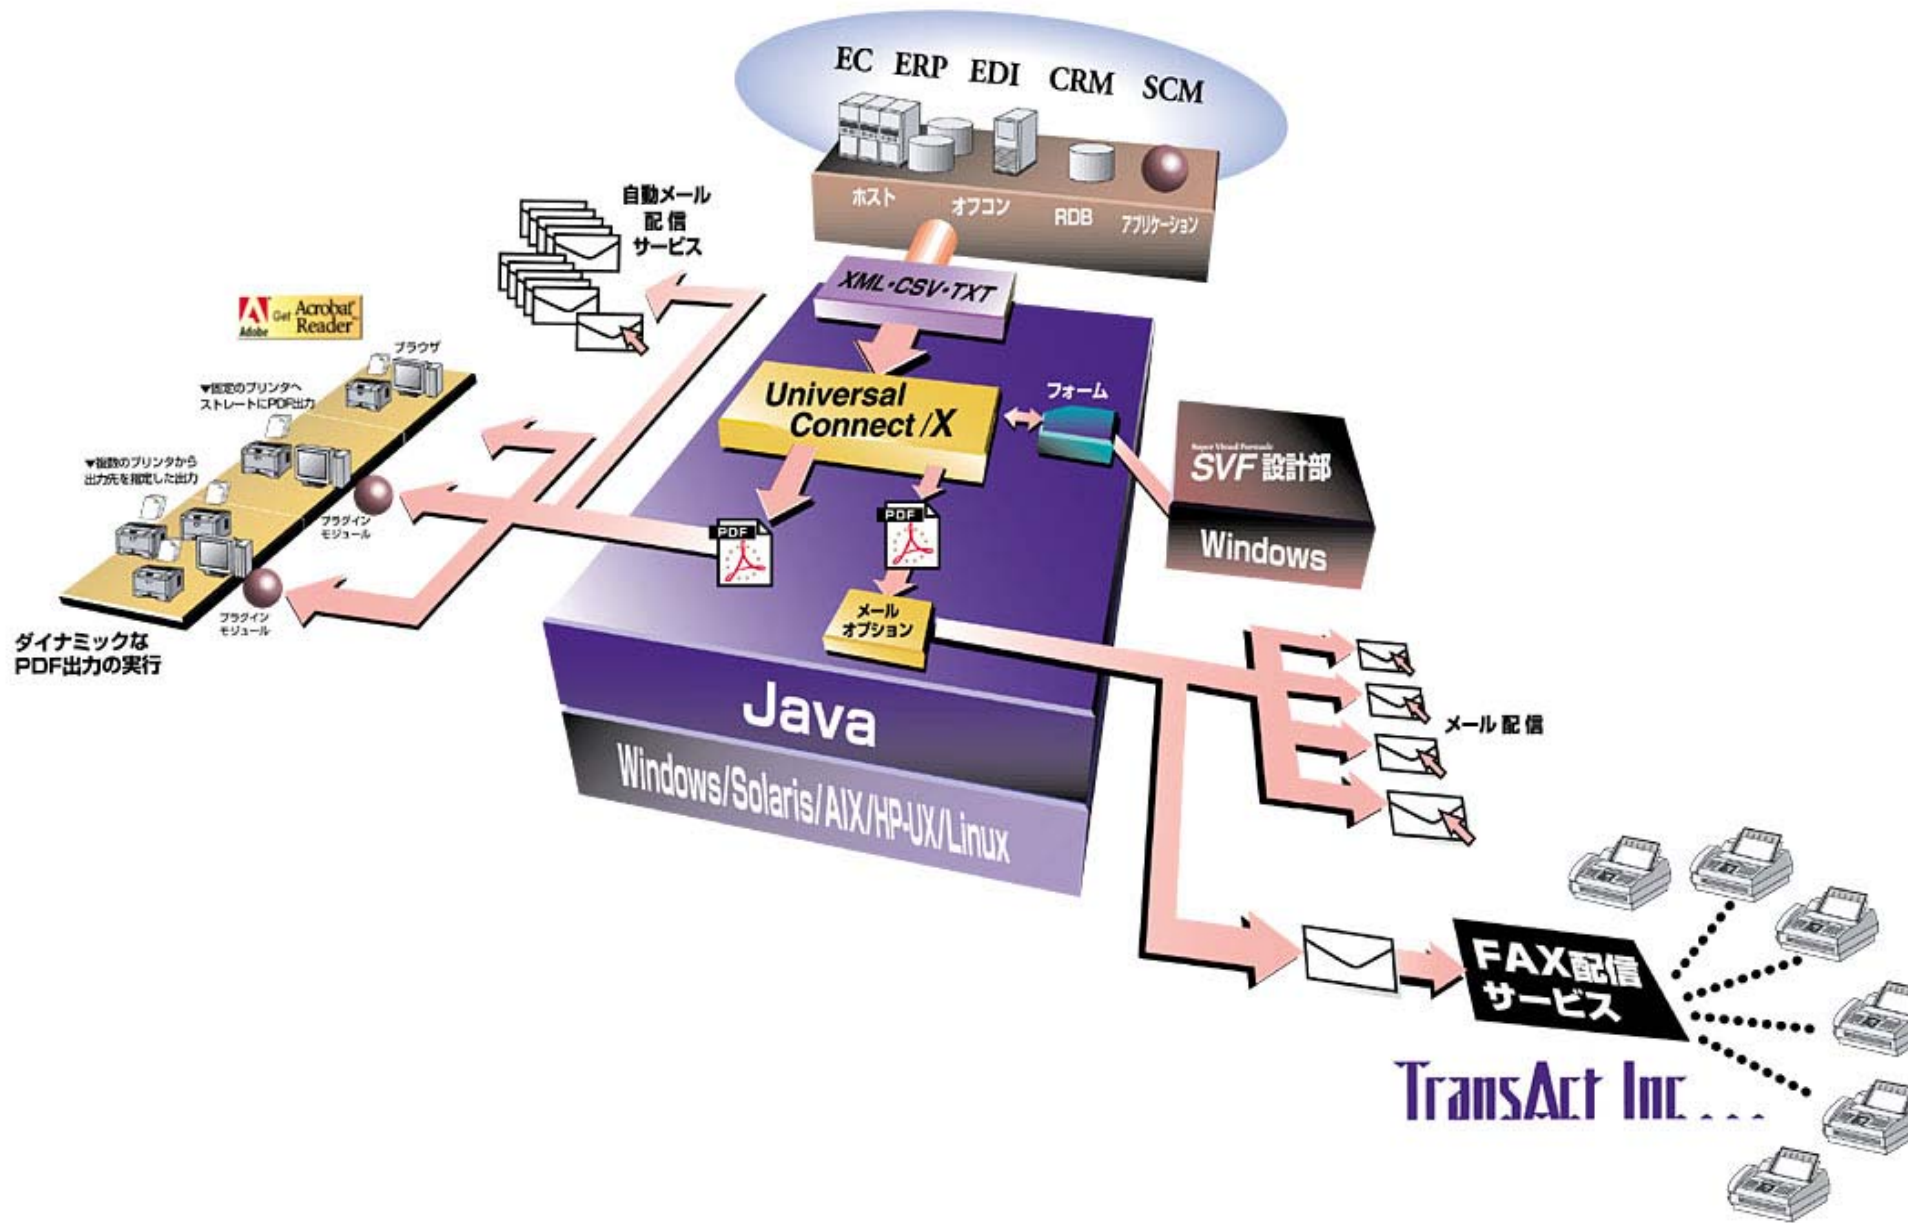 EC ERP EDI CRM SCM
ホスト オフコン RDB アプリケーション
自動メール
配信
サービス
XML・CSV・TXT
Adobe
Get Acrobat
Reader
ブラウザ
▼固定のプリンタへ
ストレートにPDF出力
▼複数のプリンタから
出力先を指定した出力
プラグイン
モジュール
プラグイン
モジュール
ダイナミックな
PDF出力の実行
Universal
Connect/X
フォーム
SVF 設計部
Windows
PDF
PDF
メール
オプション
Java
Windows/Solaris/AIX/HP-UX/Linux
メール配信
FAX配信
サービス
TransAct Inc...